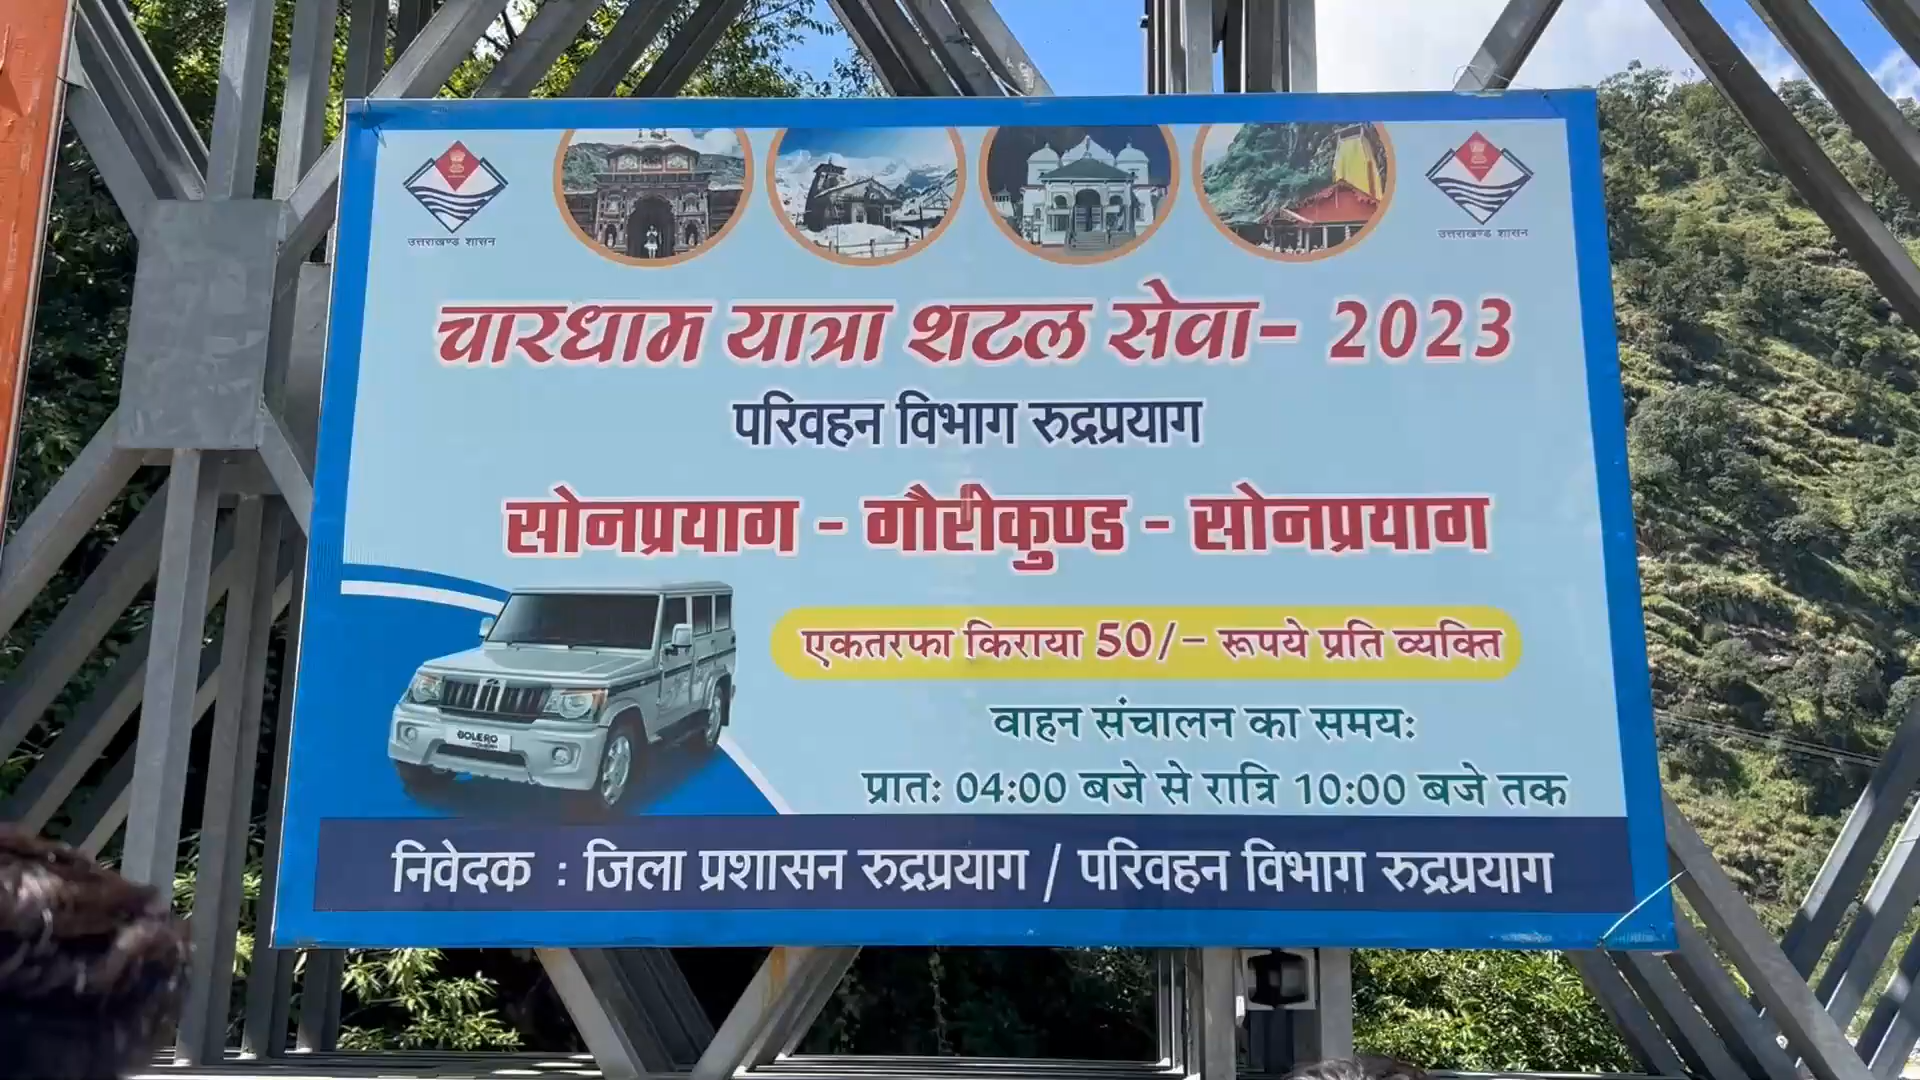 उत्तराखण्ड शासन
उत्तराखण्ड शासन
चारधाम यात्रा शटल सेवा- 2023
परिवहन विभाग रुद्रप्रयाग
सोनप्रयाग - गौरीकुण्ड - सोनप्रयाग
एकतरफा किराया 50/- रूपये प्रति व्यक्ति
वाहन संचालन का समय:
प्रातः 04:00 बजे से रात्रि 10:00 बजे तक
BOLERO
निवेदक : जिला प्रशासन रुद्रप्रयाग / परिवहन विभाग रुद्रप्रयाग